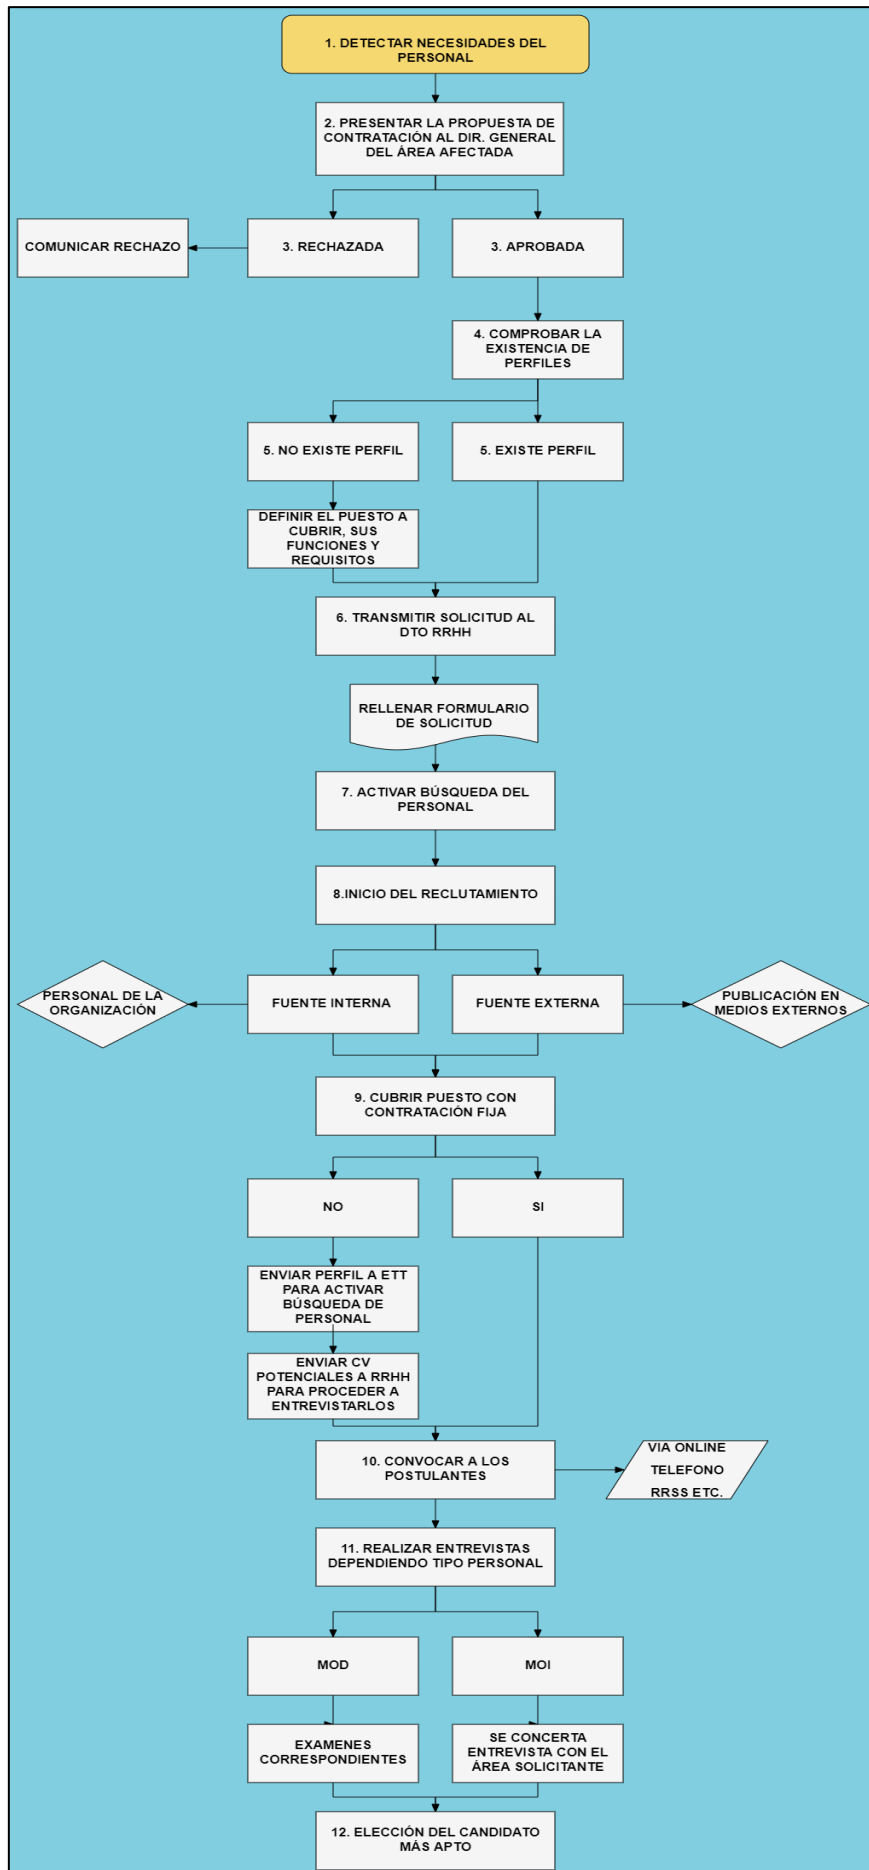 1. DETECTAR NECESIDADES DEL
PERSONAL
2. PRESENTAR LA PROPUESTA DE
CONTRATACIÓN AL DIR. GENERAL
DEL ÁREA AFECTADA
COMUNICAR RECHAZO
3. RECHAZADA
3. APROBADA
4. COMPROBAR LA
EXISTENCIA DE
PERFILES
5. NO EXISTE PERFIL
5. EXISTE PERFIL
DEFINIR EL PUESTO A
CUBRIR, SUS
FUNCIONES Y
REQUISITOS
6. TRANSMITIR SOLICITUD AL
DTO RRHH
RELLENAR FORMULARIO
DE SOLICITUD
7. ACTIVAR BÚSQUEDA DEL
PERSONAL
8.INICIO DEL RECLUTAMIENTO
PERSONAL DE LA
ORGANIZACIÓN
FUENTE INTERNA
FUENTE EXTERNA
PUBLICACIÓN EN
MEDIOS EXTERNOS
9. CUBRIR PUESTO CON
CONTRATACIÓN FIJA
NO
SI
ENVIAR PERFIL A ETT
PARA ACTIVAR
BÚSQUEDA DE
PERSONAL
ENVIAR CV
POTENCIALES A RRHH
PARA PROCEDER A
ENTREVISTARLOS
10. CONVOCAR A LOS
POSTULANTES
VIA ONLINE
TELEFONO
RRSS ETC.
11. REALIZAR ENTREVISTAS
DEPENDIENDO TIPO PERSONAL
MOD
MOI
EXAMENES
CORRESPONDIENTES
SE CONCERTA
ENTREVISTA CON EL
ÁREA SOLICITANTE
12. ELECCIÓN DEL CANDIDATO
MÁS APTO